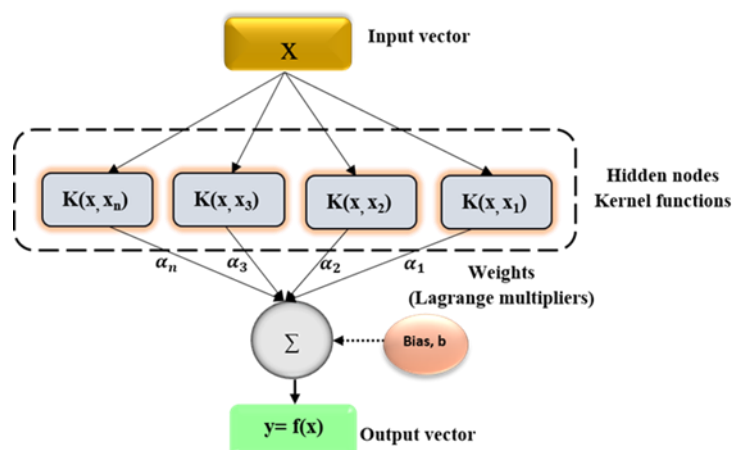 X
Input vector
K(x, xn)
K(x, x3)
K(x, x2)
K(x, x1)
Hidden nodes
Kernel functions
αn
α3
α2
α1
Weights
(Lagrange multipliers)
Σ
Bias, b
y= f(x)
Output vector